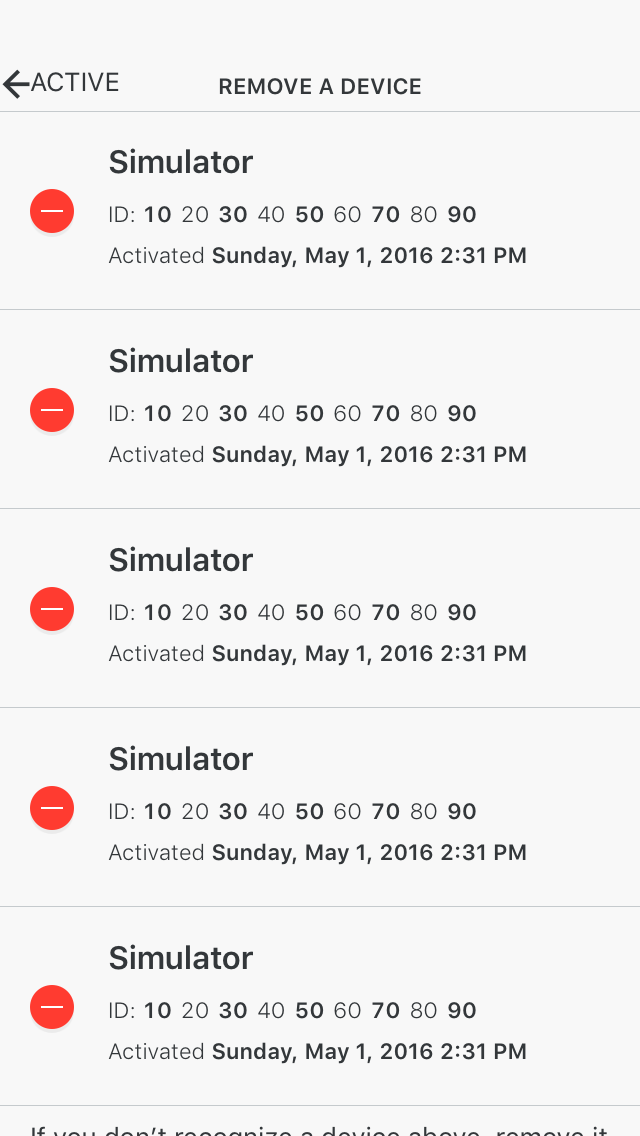 ACTIVE
REMOVE A DEVICE
Simulator
ID: 10 20 30 40 50 60 70 80 90
Activated Sunday, May 1, 2016 2:31 PM
Simulator
ID: 10 20 30 40 50 60 70 80 90
Activated Sunday, May 1, 2016 2:31 PM
Simulator
ID: 10 20 30 40 50 60 70 80 90
Activated Sunday, May 1, 2016 2:31 PM
Simulator
ID: 10 20 30 40 50 60 70 80 90
Activated Sunday, May 1, 2016 2:31 PM
Simulator
ID: 10 20 30 40 50 60 70 80 90
Activated Sunday, May 1, 2016 2:31 PM
If you don’t recognize a device above, remove it